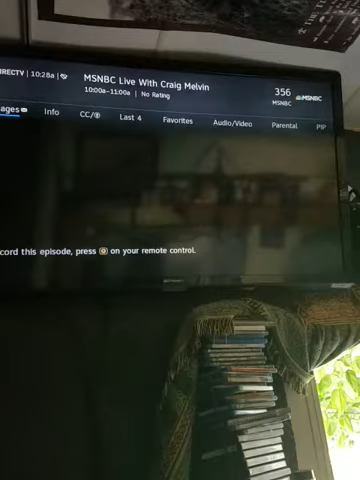 DIRECTV | 10:28a |
MSNBC Live With Craig Melvin
10:00a-11:00a | No Rating
356
MSNBC
MSNBC
ages
Info
CC/
Last 4
Favorites
Audio/Video
Parental
PIP
cord this episode, press on your remote control.